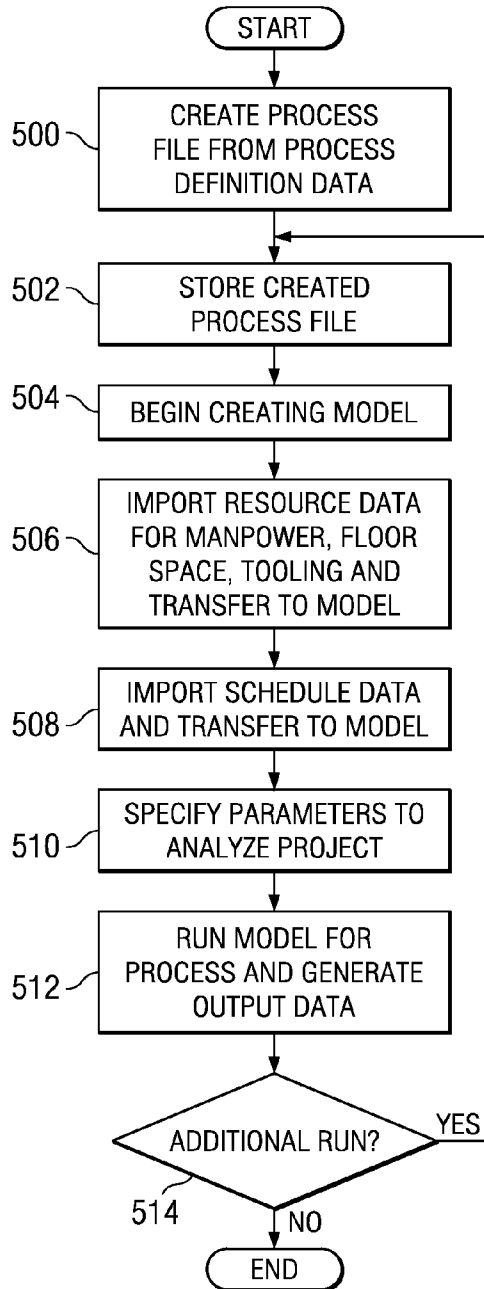 START
500
CREATE PROCESS
FILE FROM PROCESS
DEFINITION DATA
502
STORE CREATED
PROCESS FILE
504
BEGIN CREATING MODEL
506
IMPORT RESOURCE DATA
FOR MANPOWER, FLOOR
SPACE, TOOLING AND
TRANSFER TO MODEL
508
IMPORT SCHEDULE DATA
AND TRANSFER TO MODEL
510
SPECIFY PARAMETERS TO
ANALYZE PROJECT
512
RUN MODEL FOR
PROCESS AND GENERATE
OUTPUT DATA
ADDITIONAL RUN?
YES
514
NO
END